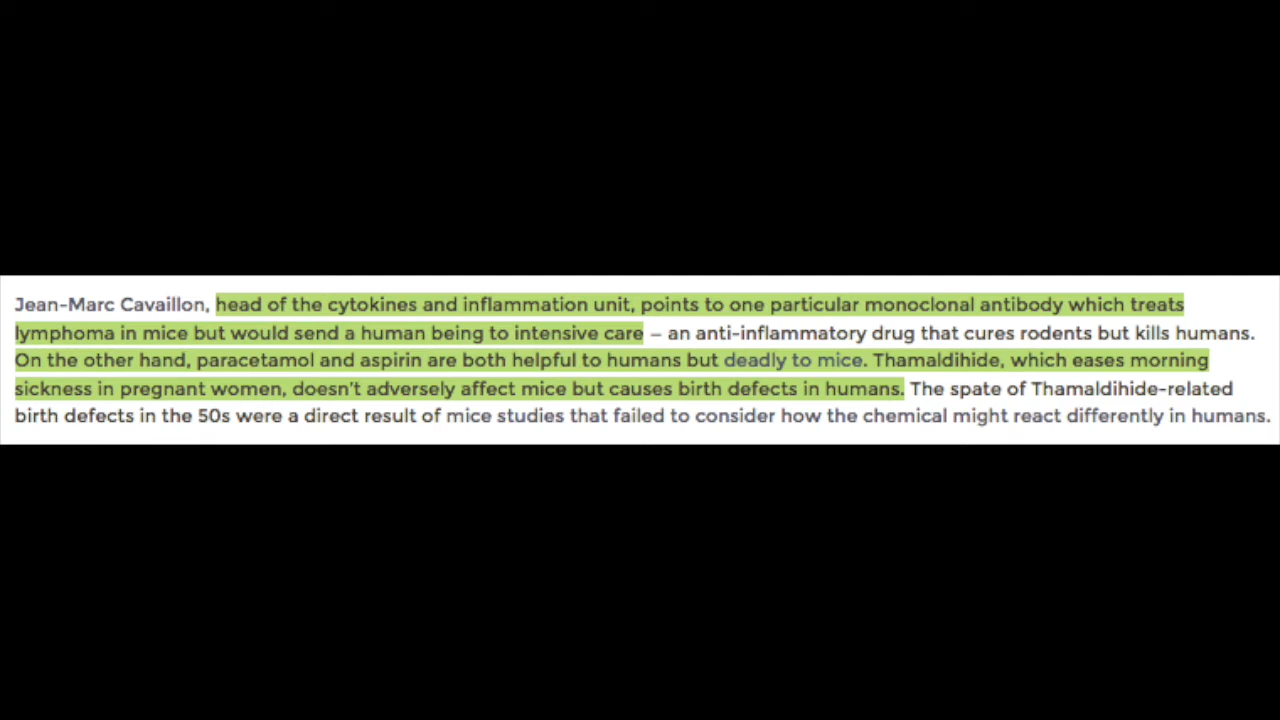 Jean-Marc Cavaillon, head of the cytokines and inflammation unit, points to one particular monoclonal antibody which treats
lymphoma in mice but would send a human being to intensive care – an anti-inflammatory drug that cures rodents but kills humans.
On the other hand, paracetamol and aspirin are both helpful to humans but deadly to mice. Thamaldihide, which eases morning
sickness in pregnant women, doesn't adversely affect mice but causes birth defects in humans. The spate of Thamaldihide-related
birth defects in the 50s were a direct result of mice studies that failed to consider how the chemical might react differently in humans.